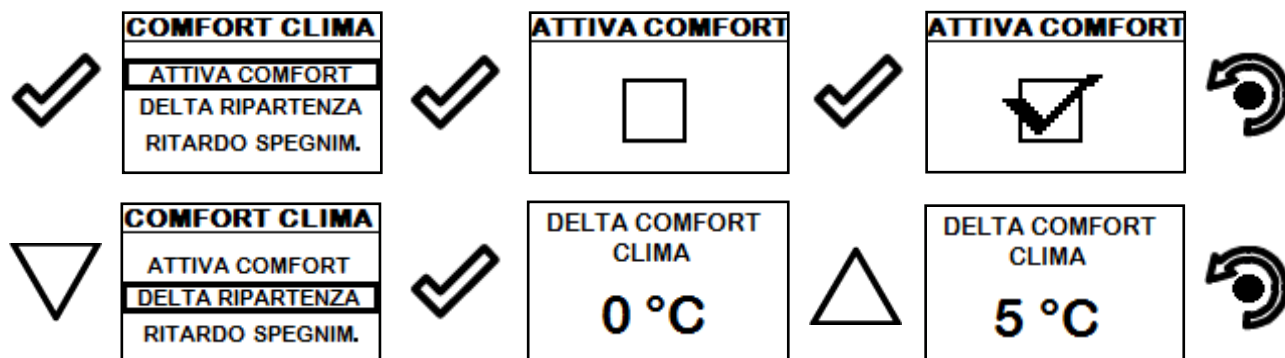 COMFORT CLIMA
ATTIVA COMFORT
DELTA RIPARTENZA
RITARDO SPEGNIM.
ATTIVA COMFORT
ATTIVA COMFORT
COMFORT CLIMA
ATTIVA COMFORT
DELTA RIPARTENZA
RITARDO SPEGNIM.
DELTA COMFORT
CLIMA
0 °C
DELTA COMFORT
CLIMA
5 °C